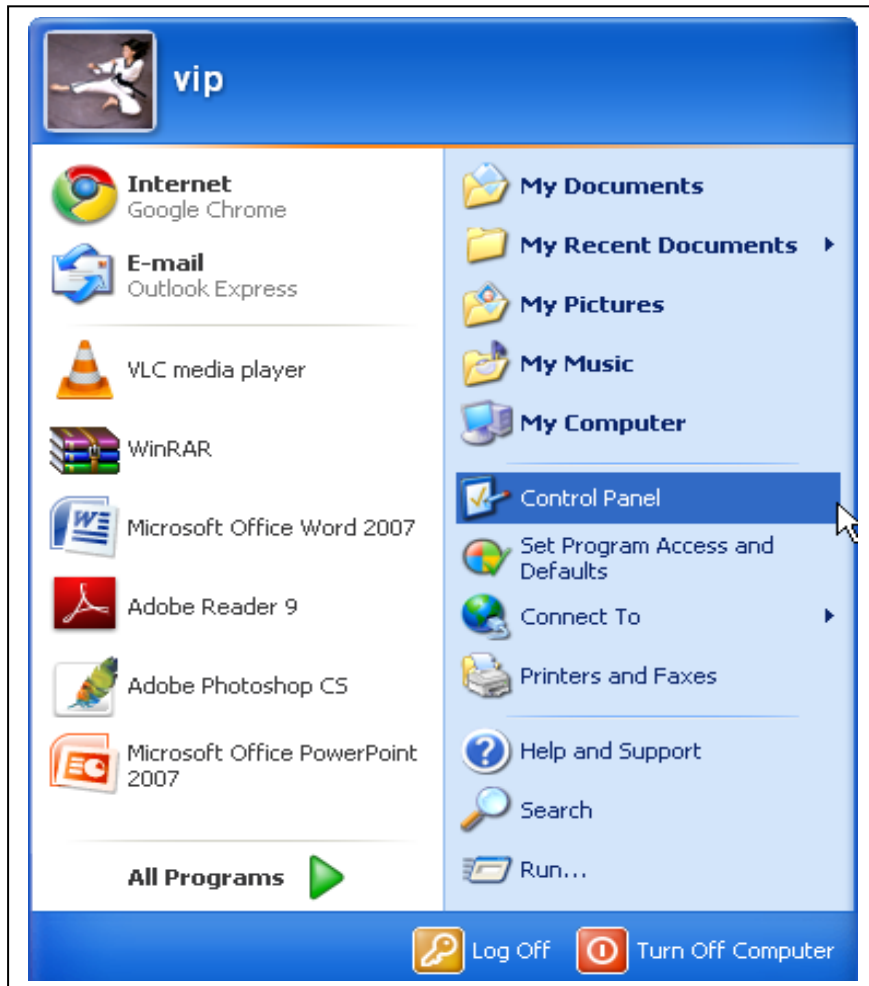 vip
Internet
Google Chrome
E-mail
Outlook Express
VLC media player
WinRAR
Microsoft Office Word 2007
Adobe Reader 9
Adobe Photoshop CS
Microsoft Office PowerPoint
2007
All Programs
My Documents
My Recent Documents
My Pictures
My Music
My Computer
Control Panel
Set Program Access and
Defaults
Connect To
Printers and Faxes
Help and Support
Search
Run...
Log Off
Turn Off Computer